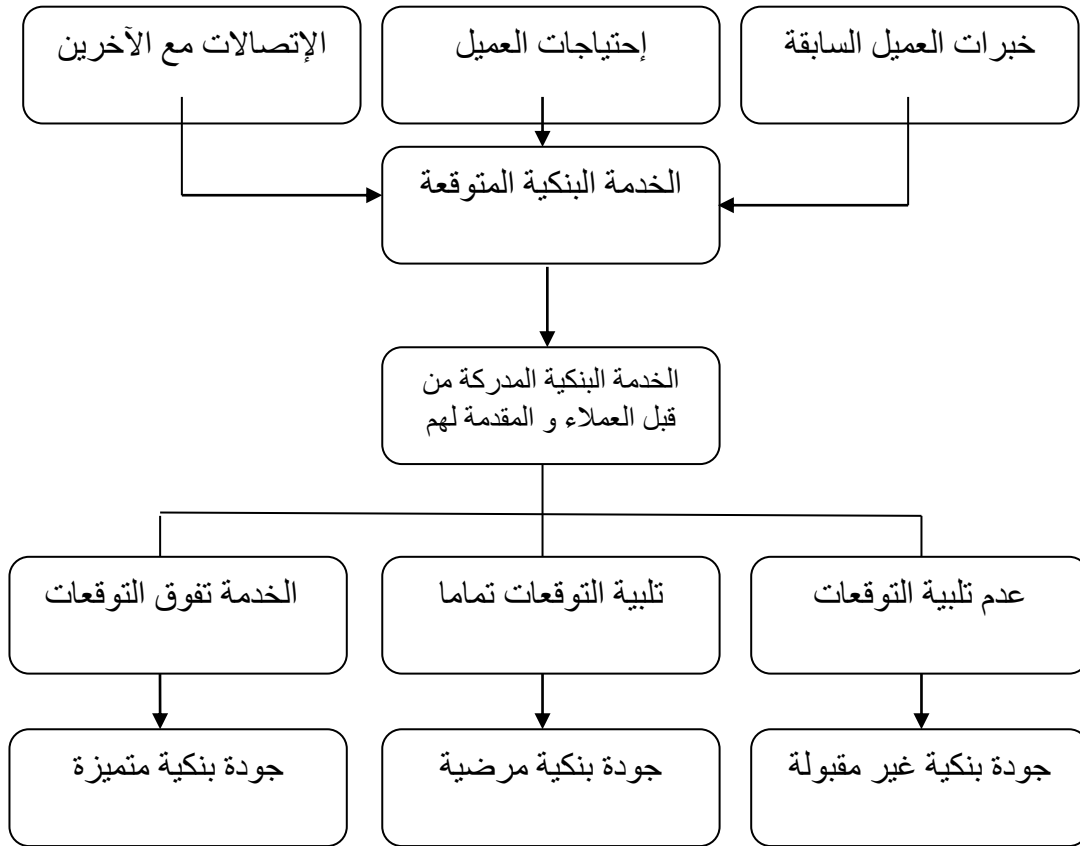 خبرات العميل السابقة
إحتياجات العميل
الإتصالات مع الآخرين
الخدمة البنكية المتوقعة
الخدمة البنكية المدركة من
قبل العملاء و المقدمة لهم
عدم تلبية التوقعات
تلبية التوقعات تماما
الخدمة تفوق التوقعات
جودة بنكية غير مقبولة
جودة بنكية مرضية
جودة بنكية متميزة